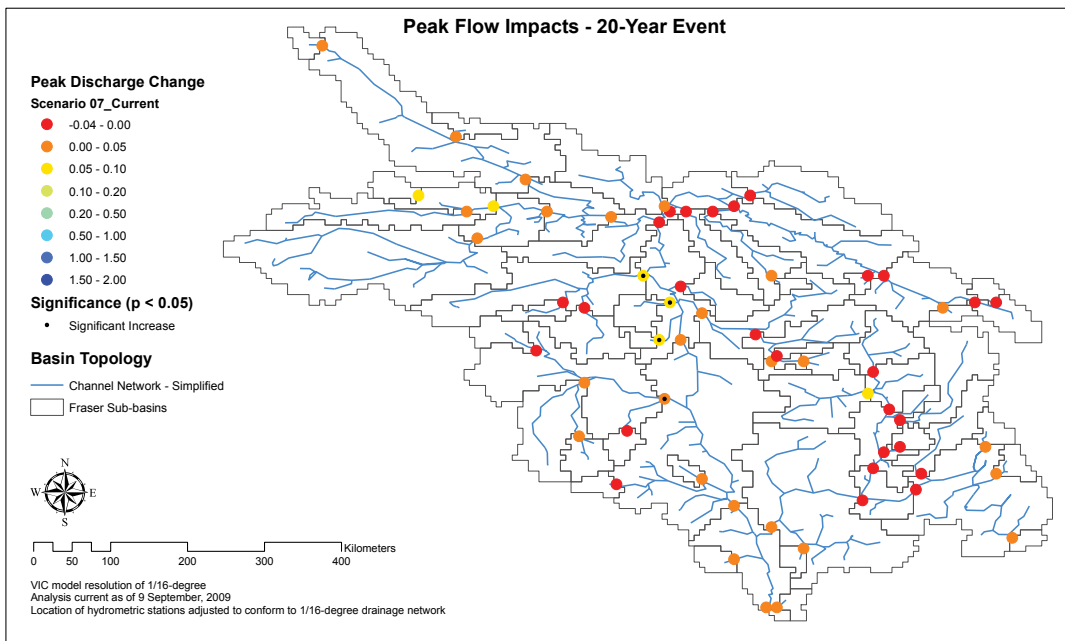 Peak Flow Impacts - 20-Year Event
Peak Discharge Change
Scenario 07_Current
-0.04 - 0.00
0.00 - 0.05
0.05 - 0.10
0.10 - 0.20
0.20 - 0.50
0.50 - 1.00
1.00 - 1.50
1.50 - 2.00
Significance (p < 0.05)
Significant Increase
Basin Topology
Channel Network - Simplified
Fraser Sub-basins
N
W E
S
Kilometers
0 50 100 200 300 400
VIC model resolution of 1/16-degree
Analysis current as of 9 September, 2009
Location of hydrometric stations adjusted to conform to 1/16-degree drainage network